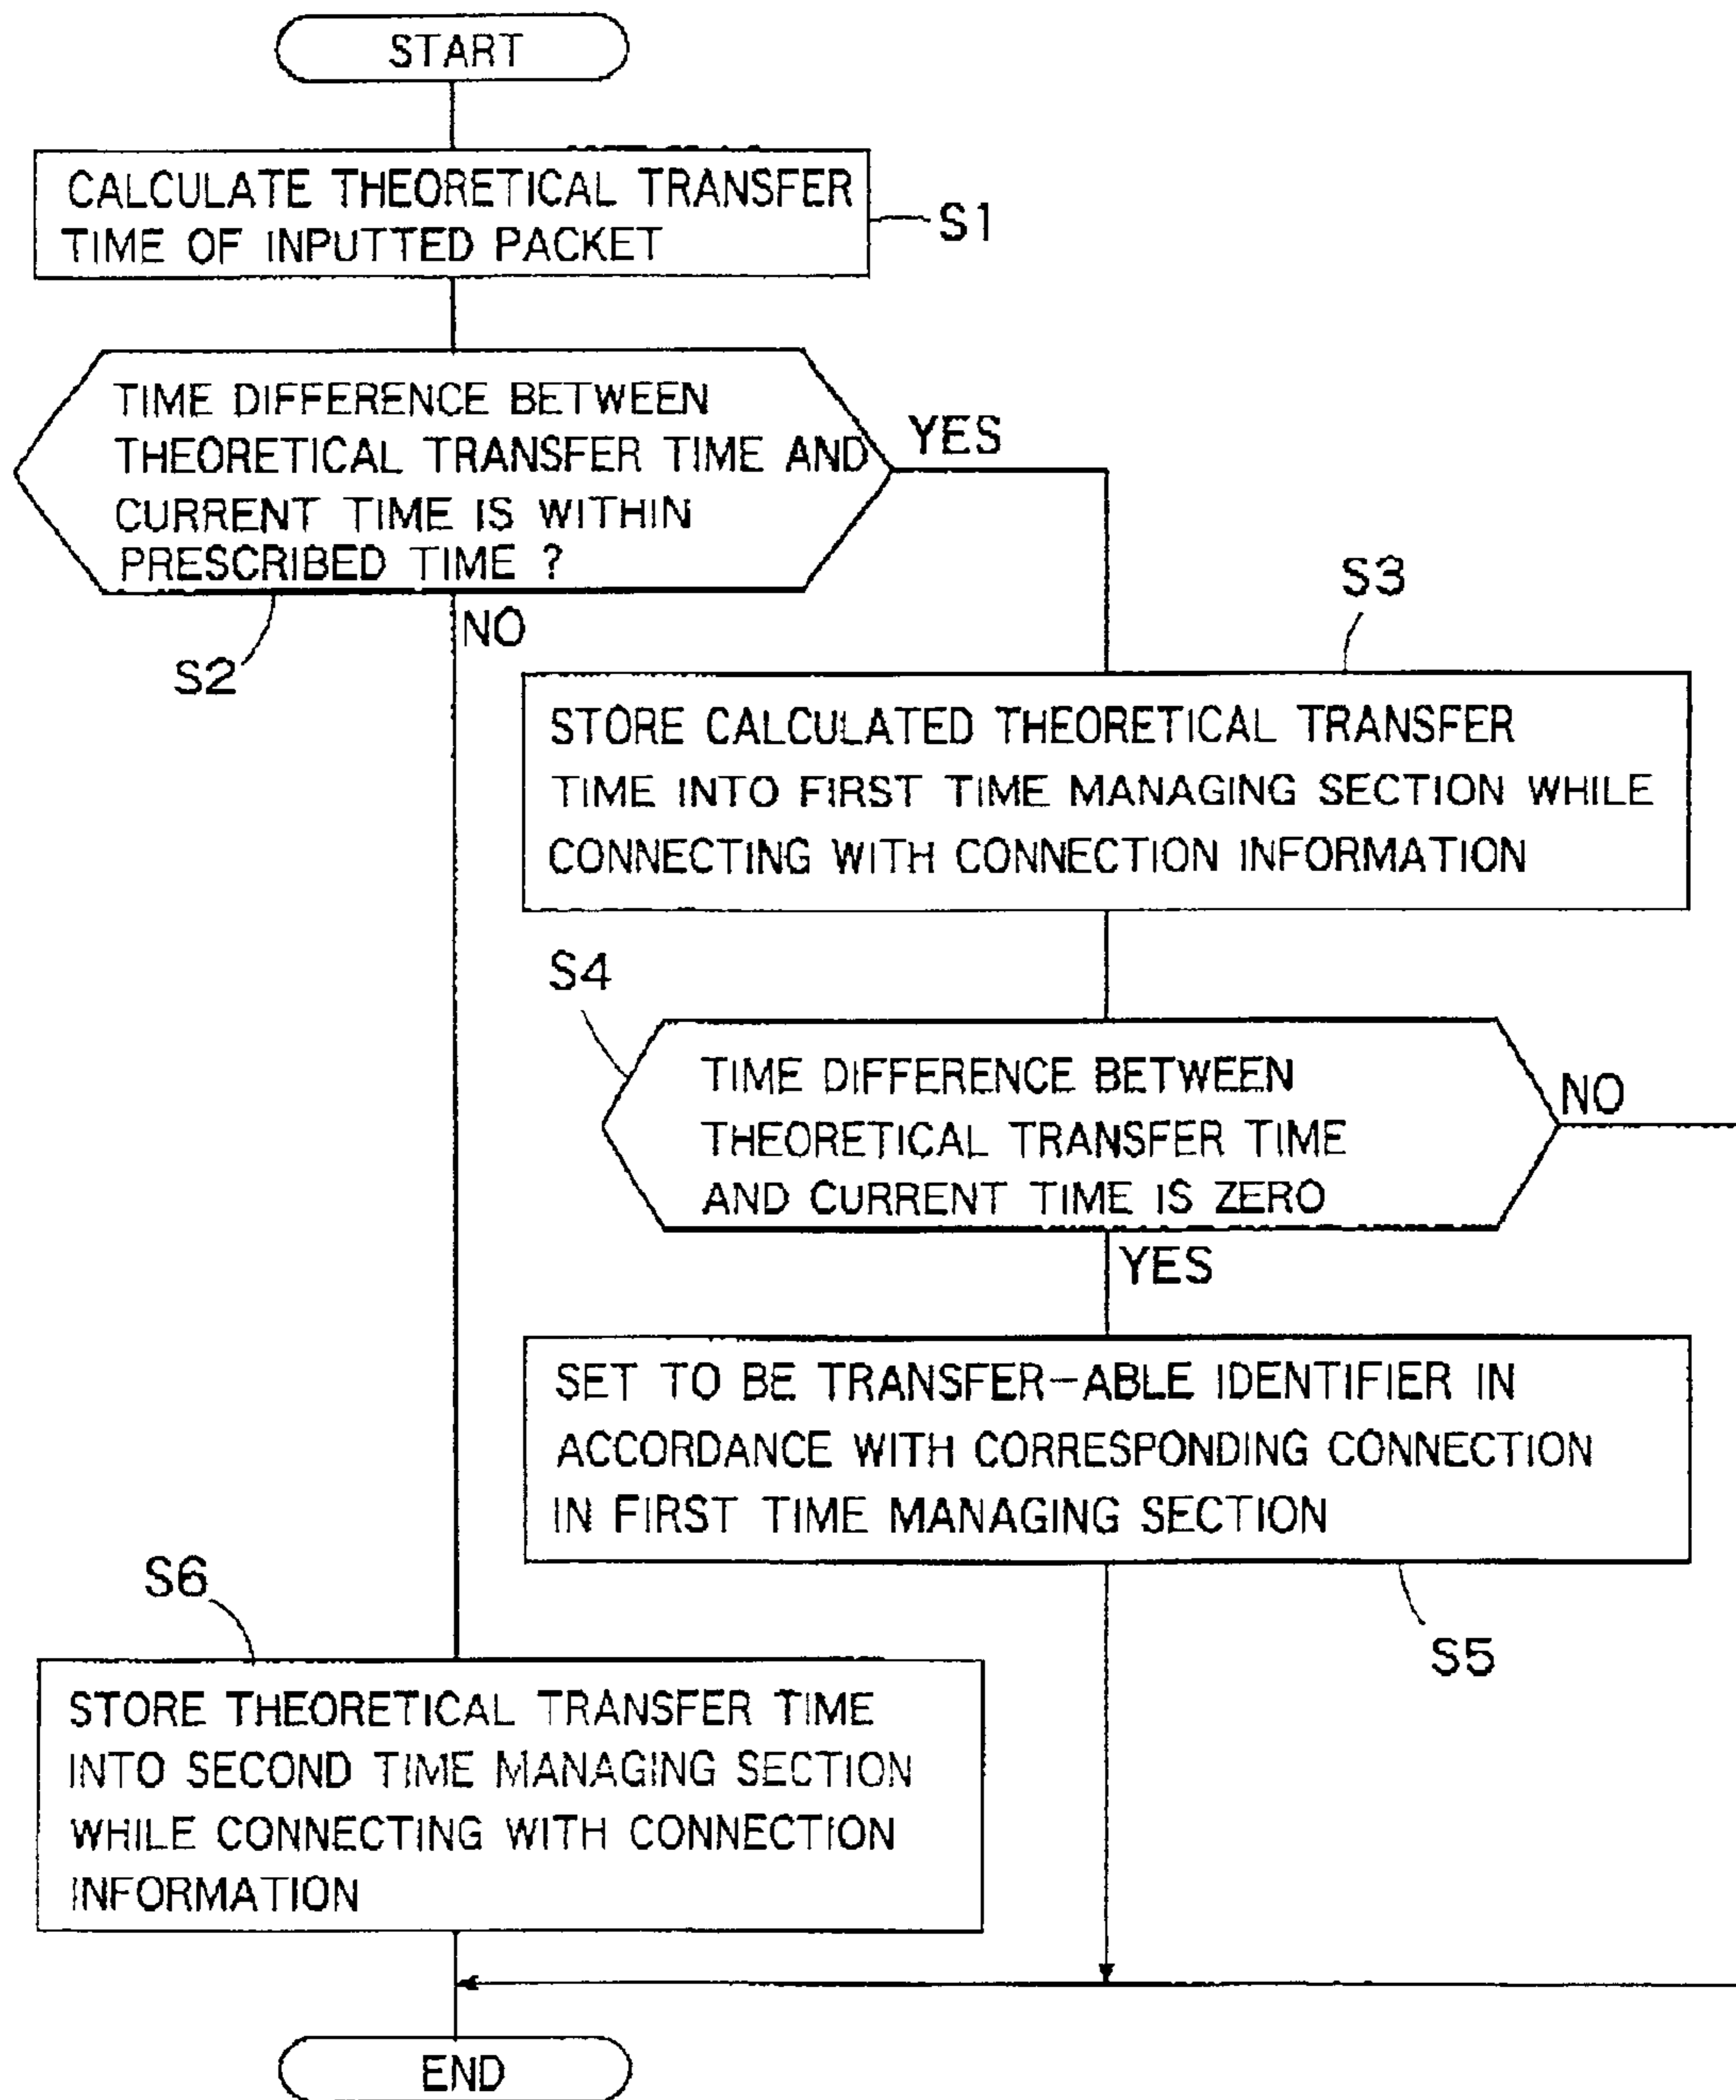 START
CALCULATE THEORETICAL TRANSFER
TIME OF INPUTTED PACKET
S1
TIME DIFFERENCE BETWEEN
THEORETICAL TRANSFER TIME AND
CURRENT TIME IS WITHIN
PRESCRIBED TIME ?
YES
NO
S2
S3
STORE CALCULATED THEORETICAL TRANSFER
TIME INTO FIRST TIME MANAGING SECTION WHILE
CONNECTING WITH CONNECTION INFORMATION
S4
TIME DIFFERENCE BETWEEN
THEORETICAL TRANSFER TIME
AND CURRENT TIME IS ZERO
NO
YES
SET TO BE TRANSFER-ABLE IDENTIFIER IN
ACCORDANCE WITH CORRESPONDING CONNECTION
IN FIRST TIME MANAGING SECTION
S5
S6
STORE THEORETICAL TRANSFER TIME
INTO SECOND TIME MANAGING SECTION
WHILE CONNECTING WITH CONNECTION
INFORMATION
END